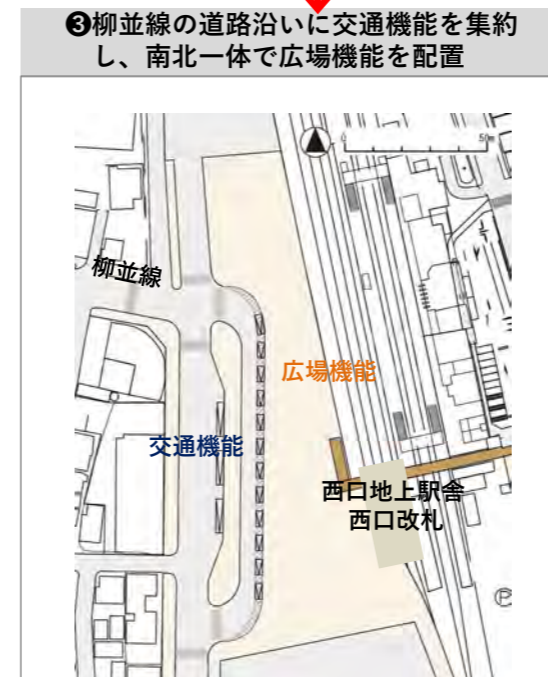 ❸柳並線の道路沿いに交通機能を集約
し、南北一体で広場機能を配置
0
50m
柳並線
広場機能
交通機能
西口地上駅舎
西口改札
P